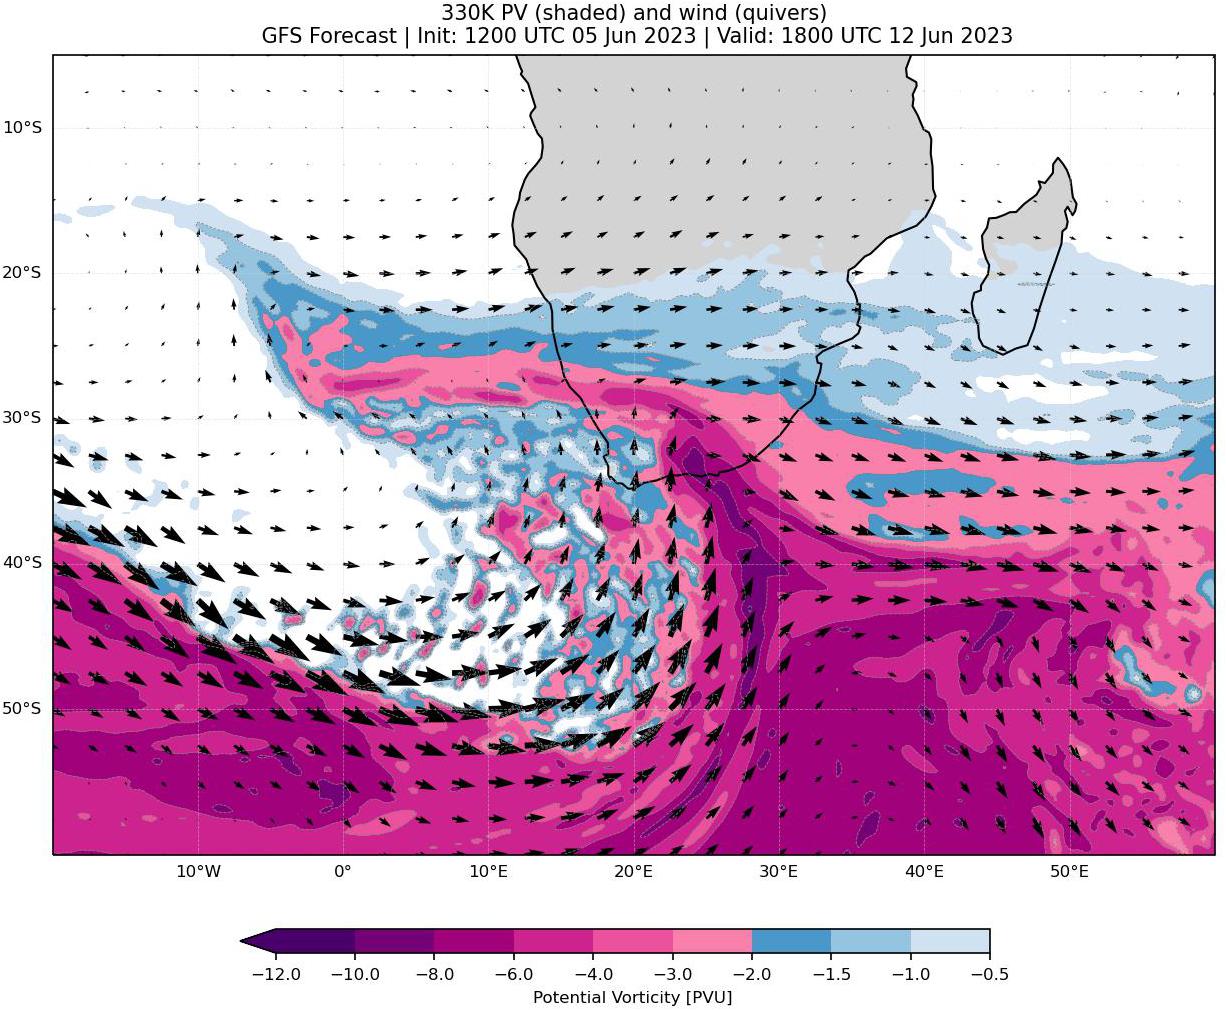 330K PV (shaded) and wind (quivers)
GFS Forecast | Init: 1200 UTC 05 Jun 2023 | Valid: 1800 UTC 12 Jun 2023
10°S
20°S
30°S
40°S
50°S
10°W 0° 10°E 20°E 30°E 40°E 50°E
−12.0 −10.0 −8.0 −6.0 −4.0 −3.0 −2.0 −1.5 −1.0 −0.5
Potential Vorticity [PVU]